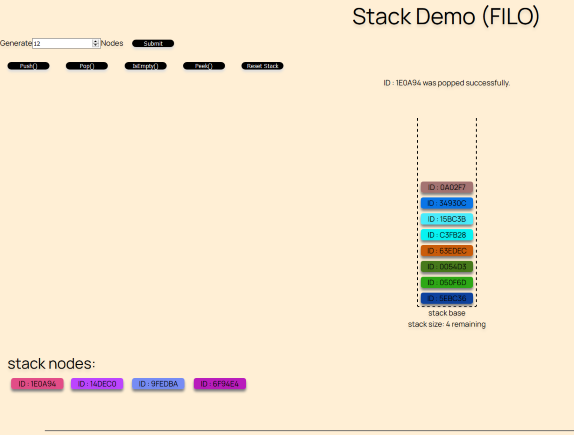 Stack Demo (FILO)
Generate 12 Nodes Submit
Push() Pop() IsEmpty() Peek() Reset Stack
ID : 1E0A94 was popped successfully.
ID : 0A02F7
ID : 34930C
ID : 15BC3B
ID : C3FB28
ID : 63EDEC
ID : 0054D3
ID : 050F6D
ID : 5EBC36
stack base
stack size: 4 remaining
stack nodes:
ID : 1E0A94 ID : 14DEC0 ID : 9FEDBA ID : 6F94E4